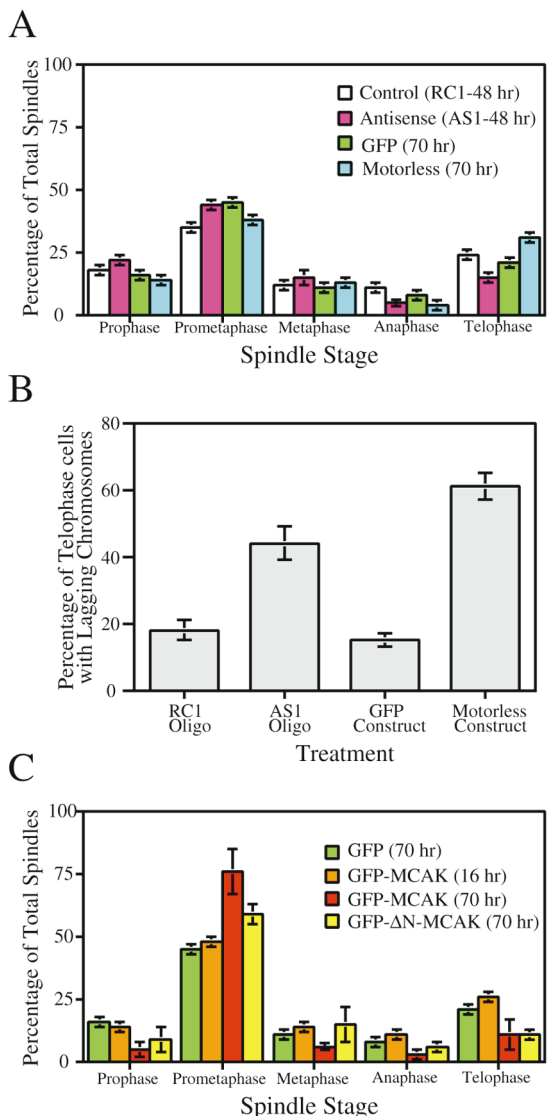 A
Percentage of Total Spindles
100
75
50
25
0
Control (RC1-48 hr)
Antisense (AS1-48 hr)
GFP (70 hr)
Motorless (70 hr)
Prophase Prometaphase Metaphase Anaphase Telophase
Spindle Stage
B
Percentage of Telophase cells
with Lagging Chromosomes
80
60
40
20
0
RC1 AS1 GFP Motorless
Oligo Oligo Construct Construct
Treatment
C
Percentage of Total Spindles
100
75
50
25
0
GFP (70 hr)
GFP-MCAK (16 hr)
GFP-MCAK (70 hr)
GFP-ΔN-MCAK (70 hr)
Prophase Prometaphase Metaphase Anaphase Telophase
Spindle Stage